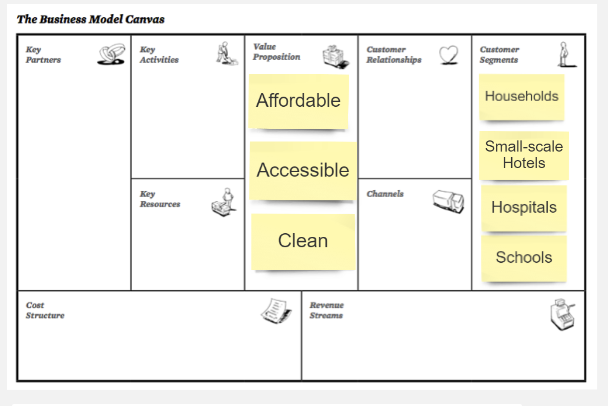 The Business Model Canvas
Key
Partners
Key
Activities
Value
Proposition
Customer
Relationships
Customer
Segments
Affordable
Accessible
Clean
Households
Small-scale
Hotels
Hospitals
Schools
Key
Resources
Channels
Cost
Structure
Revenue
Streams